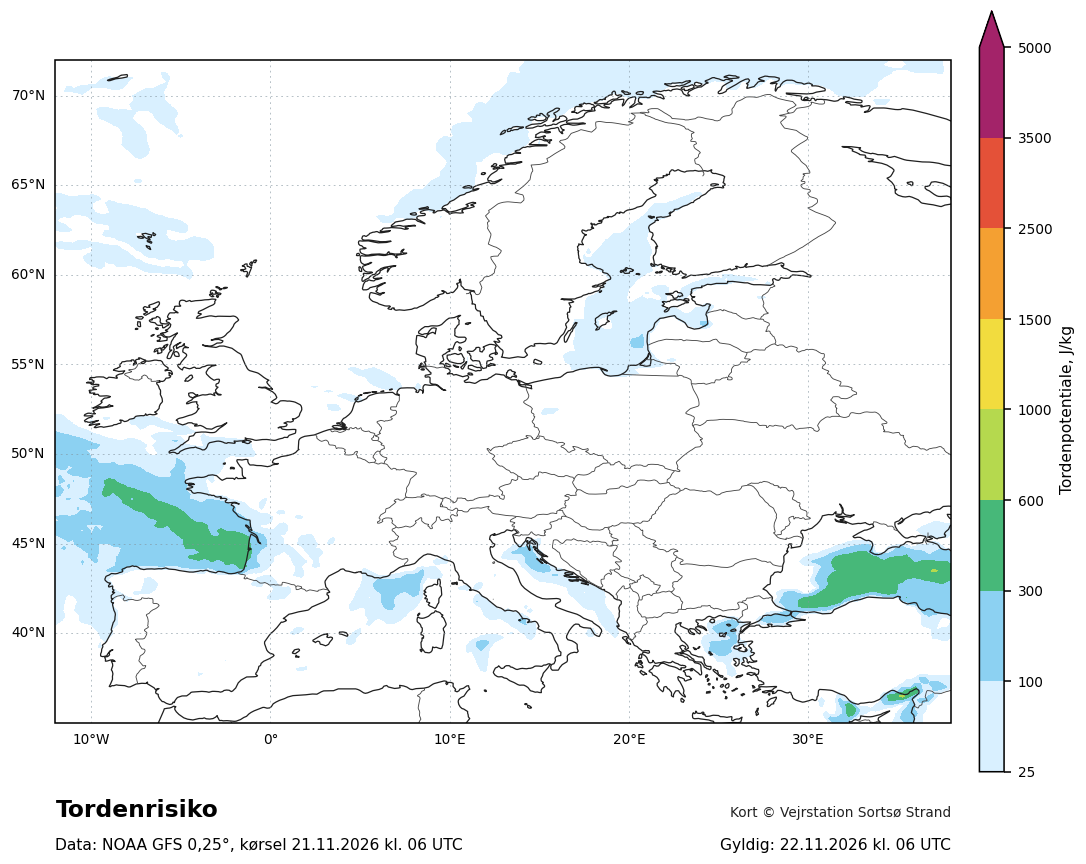 70°N
65°N
60°N
55°N
50°N
45°N
40°N
10°W
0°
10°E
20°E
30°E
5000
3500
2500
1500
1000
600
300
100
25
Tordenpotentiale, J/kg
Tordenrisiko
Kort © Vejrstation Sortsø Strand
Data: NOAA GFS 0,25°, kørsel 21.11.2026 kl. 06 UTC
Gyldig: 22.11.2026 kl. 06 UTC